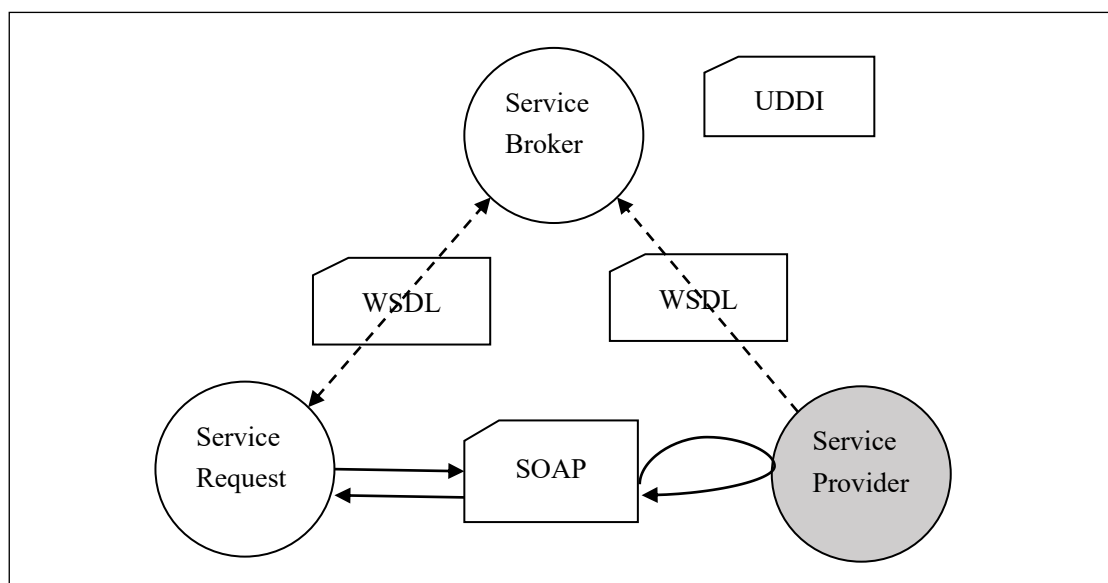 Service
Broker
UDDI
WSDL
WSDL
Service
Request
SOAP
Service
Provider